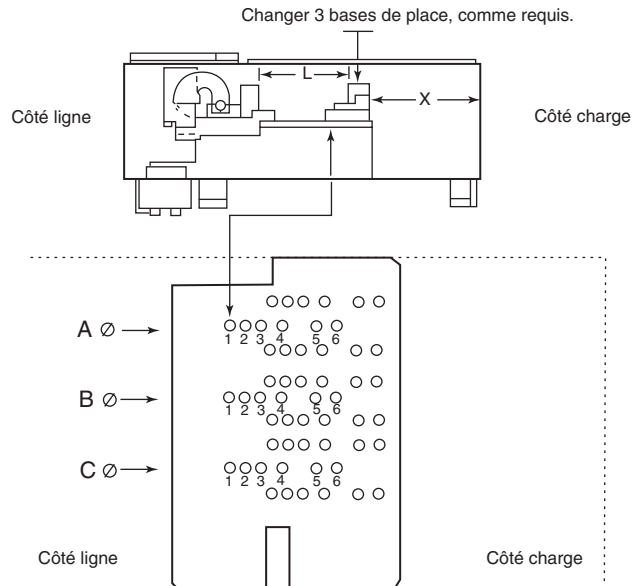 Changer 3 bases de place, comme requis.
L
X
Côté ligne
Côté charge
A Ø
1 2 3 4 5 6
B Ø
1 2 3 4 5 6
C Ø
1 2 3 4 5 6
Côté ligne
Côté charge